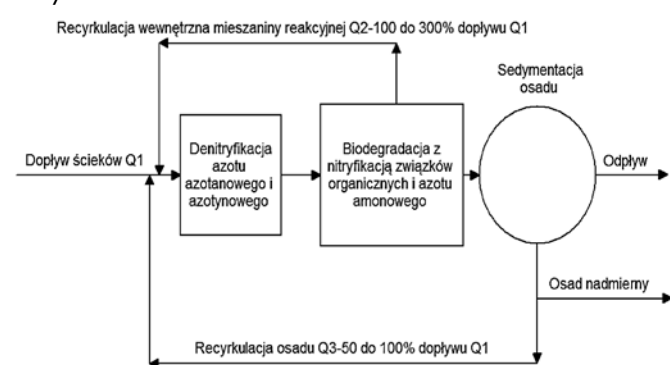 Recyrkulacja wewnętrzna mieszaniny reakcyjnej Q2-100 do 300% dopływu Q1
Sedymentacja
osadu
Dopływ ścieków Q1
Denitryfikacja
azotu
azotanowego i
azotynowego
Biodegradacja z
nitryfikacją związków
organicznych i azotu
amonowego
Odpływ
Osad nadmierny
Recyrkulacja osadu Q3-50 do 100% dopływu Q1